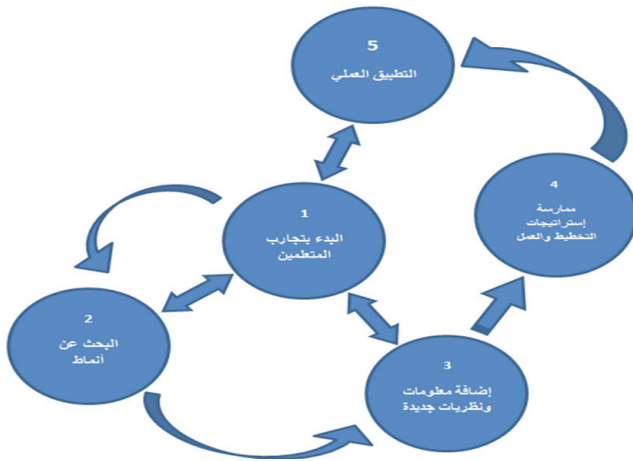 5
التطبيق العملي
4
ممارسة
إستراتيجات
التخطيط والعمل
1
البدء بتجارب
المتعلمين
2
البحث عن
أنماط
3
إضافة معلومات
ونظريات جديدة